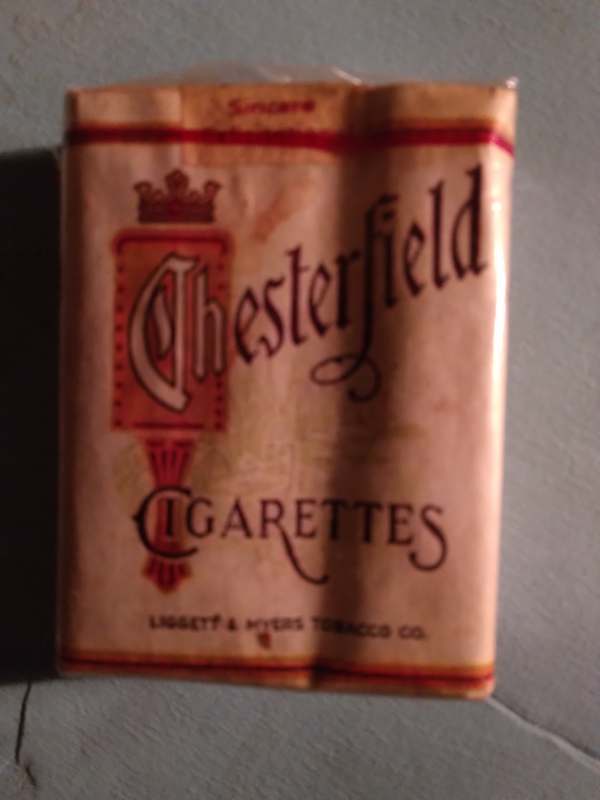 Sincere
Chesterfield
CIGARETTES
LIGGETT & MYERS TOBACCO CO.